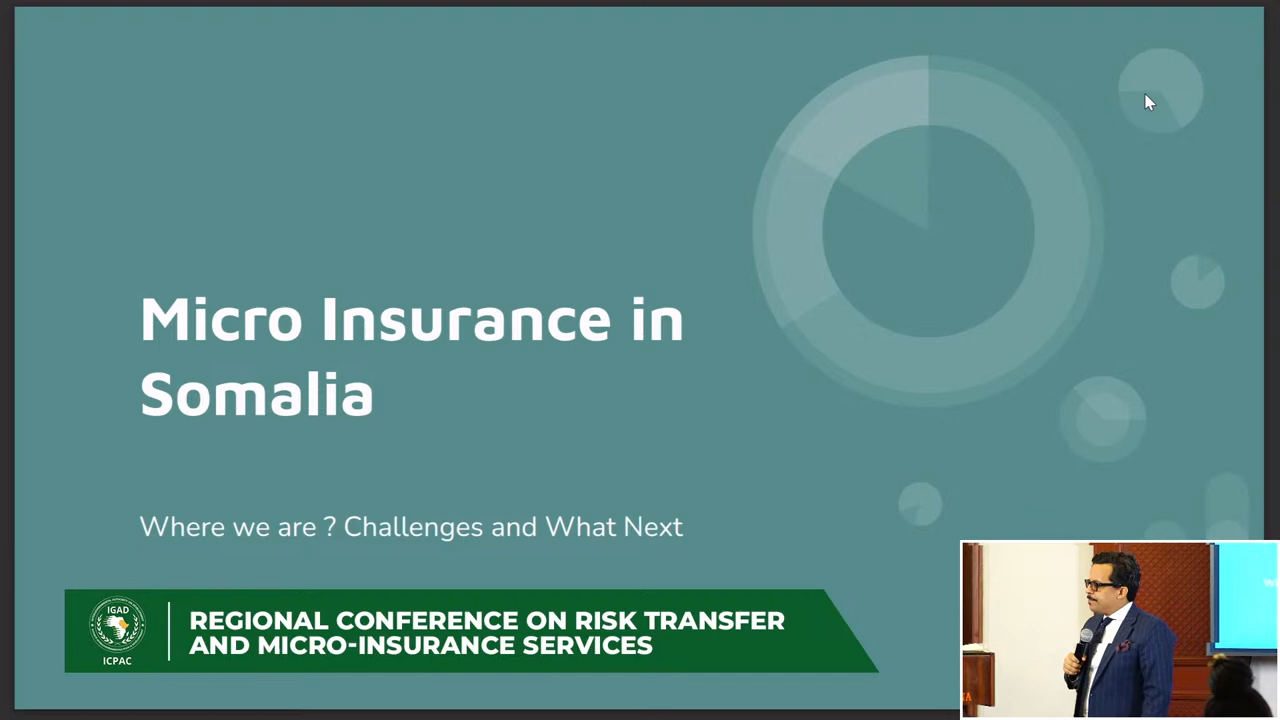 Micro Insurance in
Somalia
Where we are ? Challenges and What Next
IGAD
ICPAC
REGIONAL CONFERENCE ON RISK TRANSFER
AND MICRO-INSURANCE SERVICES